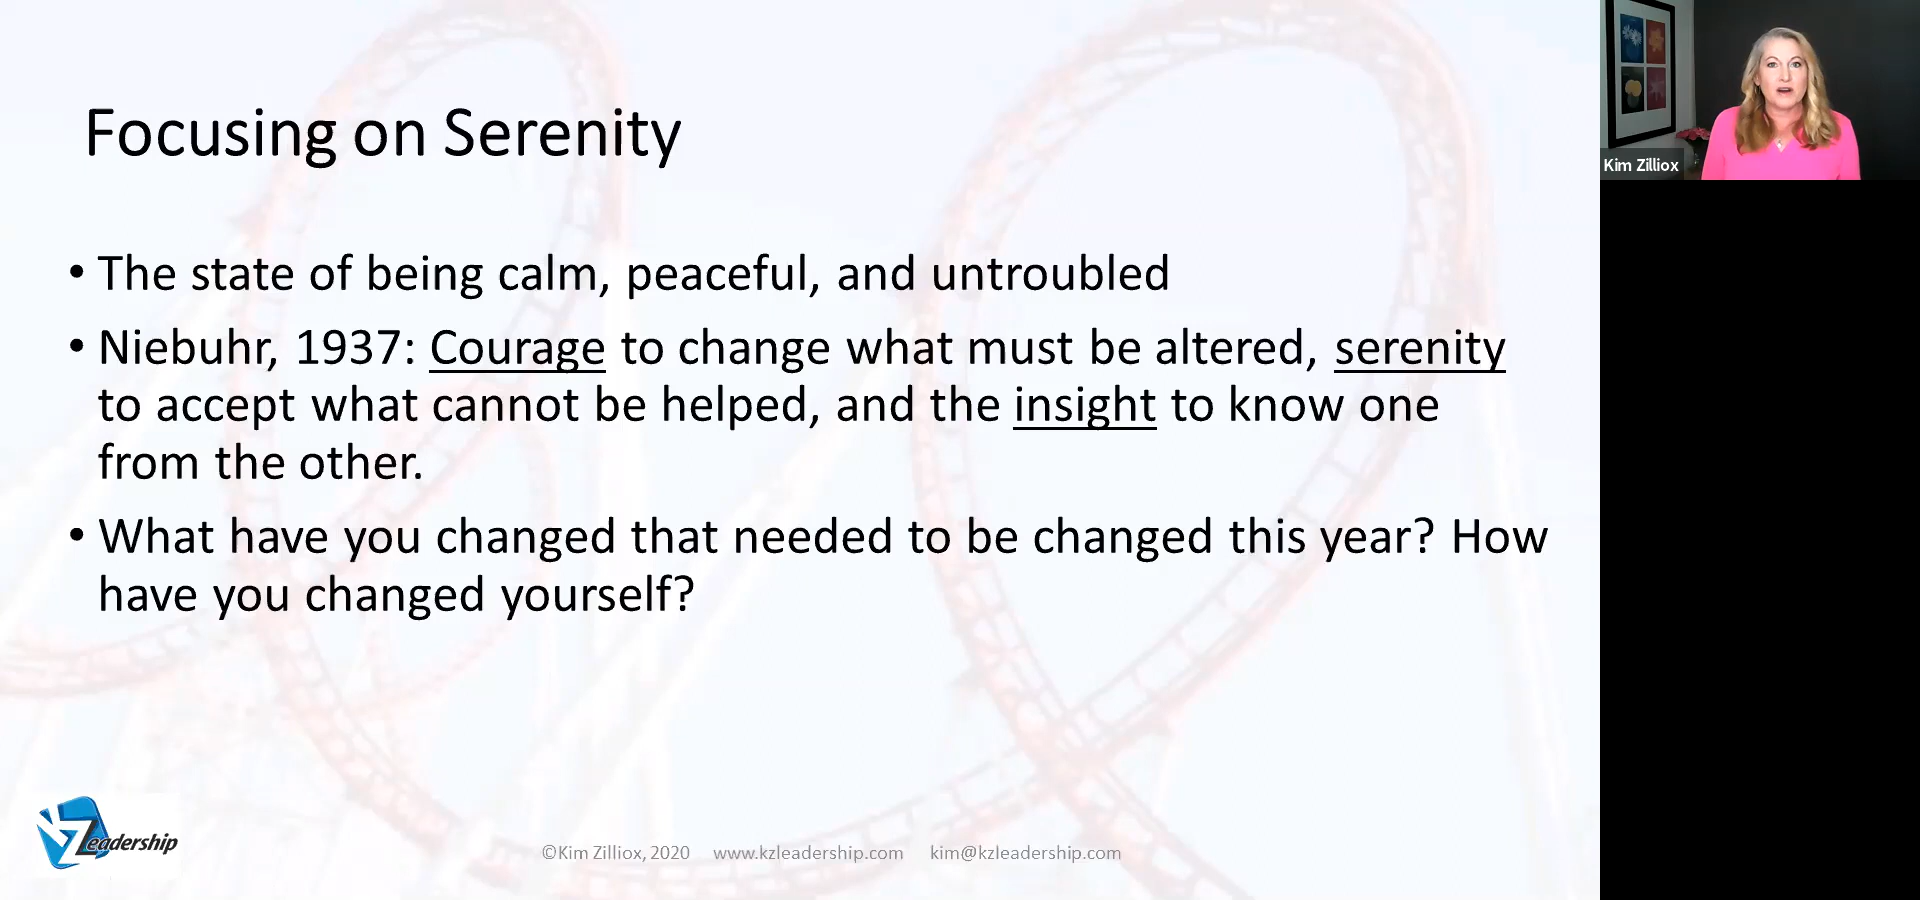 Focusing on Serenity
• The state of being calm, peaceful, and untroubled
• Niebuhr, 1937: Courage to change what must be altered, serenity
to accept what cannot be helped, and the insight to know one
from the other.
• What have you changed that needed to be changed this year? How
have you changed yourself?
KZLeadership
©Kim Zilliox, 2020 www.kzleadership.com kim@kzleadership.com
Kim Zilliox